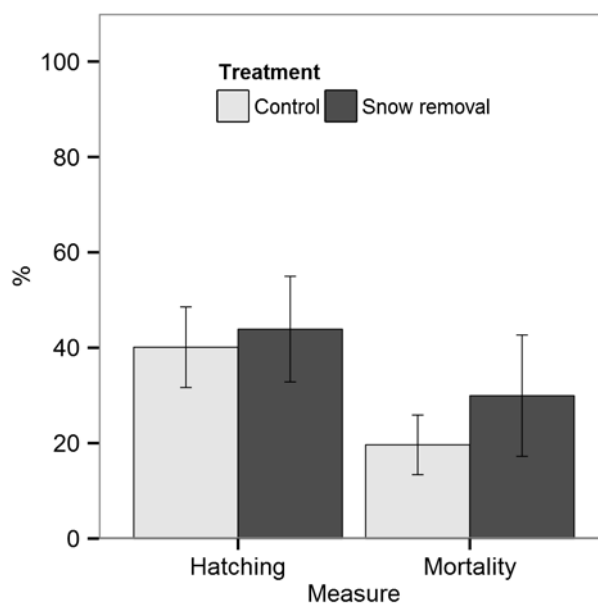 Treatment
Control Snow removal
100
80
60
40
20
0
%
Hatching Mortality
Measure